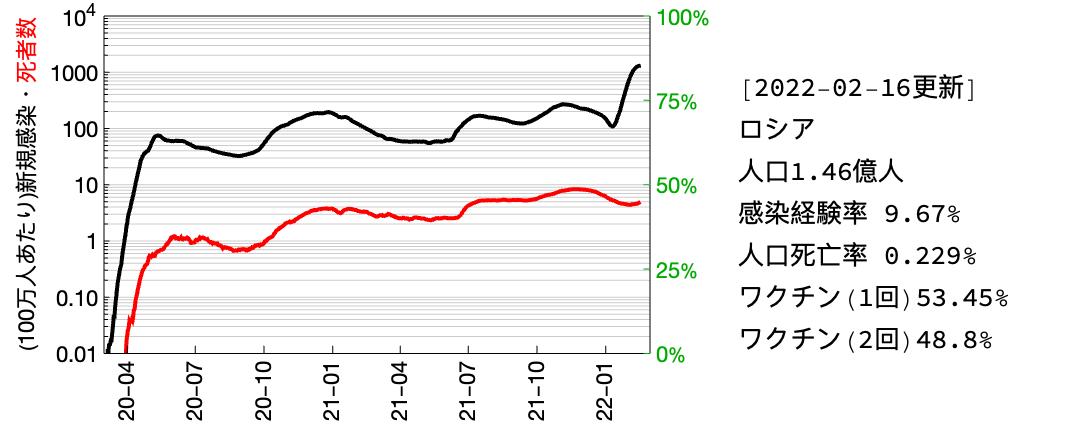 (100万人あたり)新規感染・死者数
10^4
1000
100
10
1
0.10
0.01
100%
75%
50%
25%
0%
20-04
20-07
20-10
21-01
21-04
21-07
21-10
22-01
[2022-02-16更新]
ロシア
人口1.46億人
感染経験率 9.67%
人口死亡率 0.229%
ワクチン(1回)53.45%
ワクチン(2回)48.8%